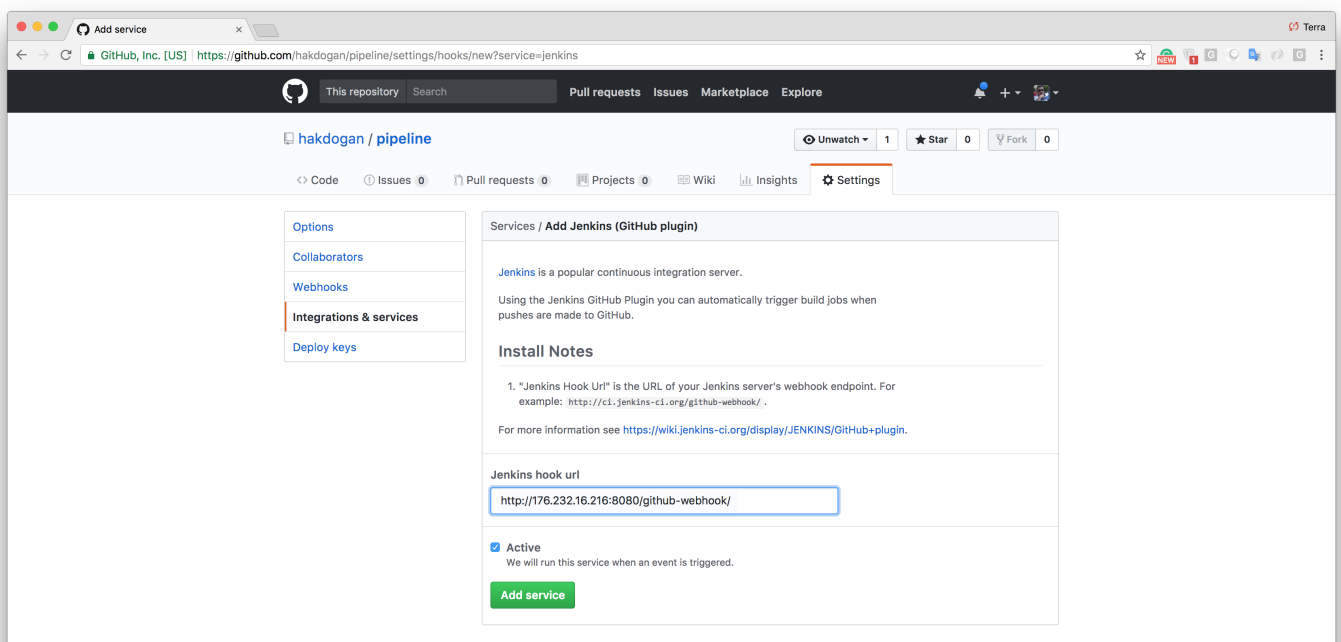 Add service
Terra
GitHub, Inc. [US] https://github.com/hakdogan/pipeline/settings/hooks/new?service=jenkins
NEW 1 G G
This repository Search Pull requests Issues Marketplace Explore
hakdogan / pipeline
Unwatch 1 Star 0 Fork 0
Code Issues 0 Pull requests 0 Projects 0 Wiki Insights Settings
Options
Collaborators
Webhooks
Integrations & services
Deploy keys
Services / Add Jenkins (GitHub plugin)
Jenkins is a popular continuous integration server.
Using the Jenkins GitHub Plugin you can automatically trigger build jobs when
pushes are made to GitHub.
Install Notes
1. "Jenkins Hook Url" is the URL of your Jenkins server's webhook endpoint. For
example: http://ci.jenkins-ci.org/github-webhook/ .
For more information see https://wiki.jenkins-ci.org/display/JENKINS/GitHub+plugin.
Jenkins hook url
http://176.232.16.216:8080/github-webhook/
Active
We will run this service when an event is triggered.
Add service